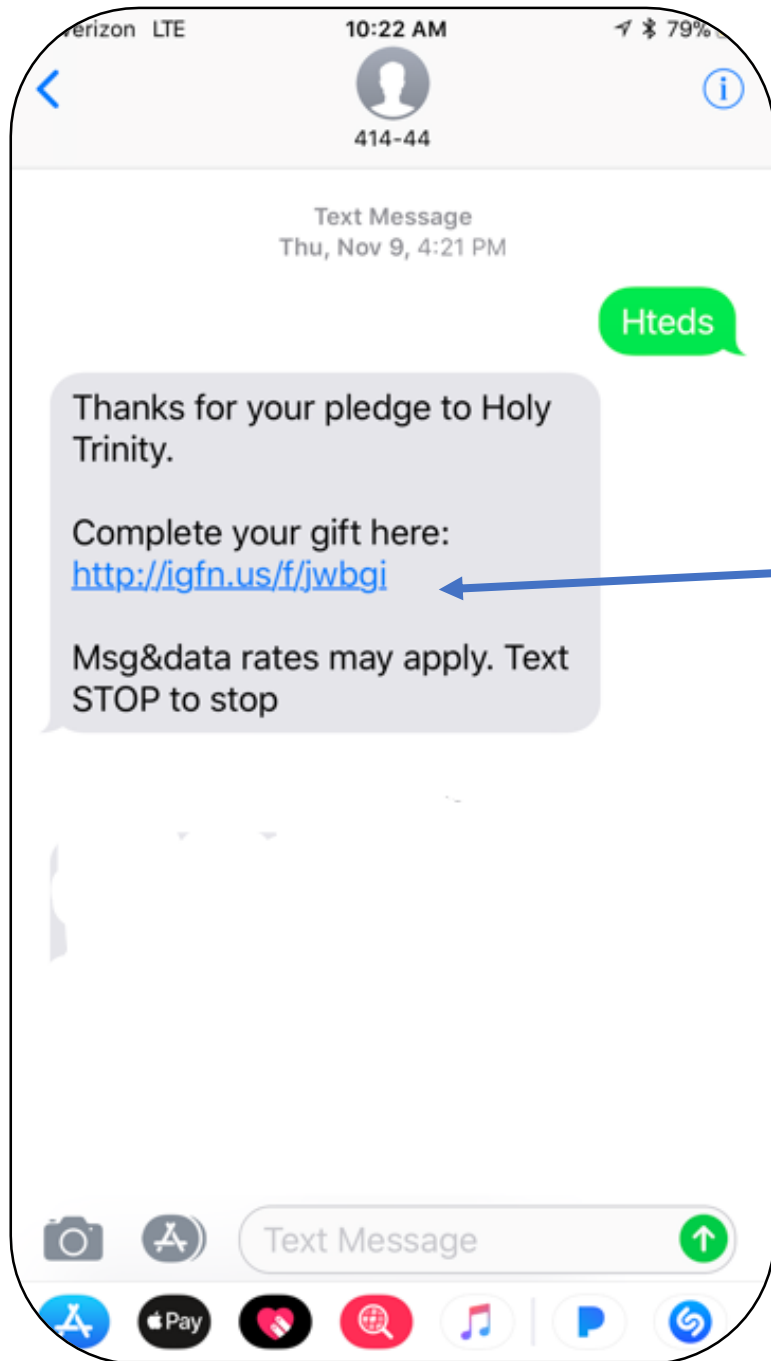 LTE 10:22 AM 79%
414-44
Text Message
Thu, Nov 9, 4:21 PM
Hteds
Thanks for your pledge to Holy
Trinity.
Complete your gift here:
http://igfn.us/f/jwbgi
Msg&data rates may apply. Text
STOP to stop
Text Message
Pay